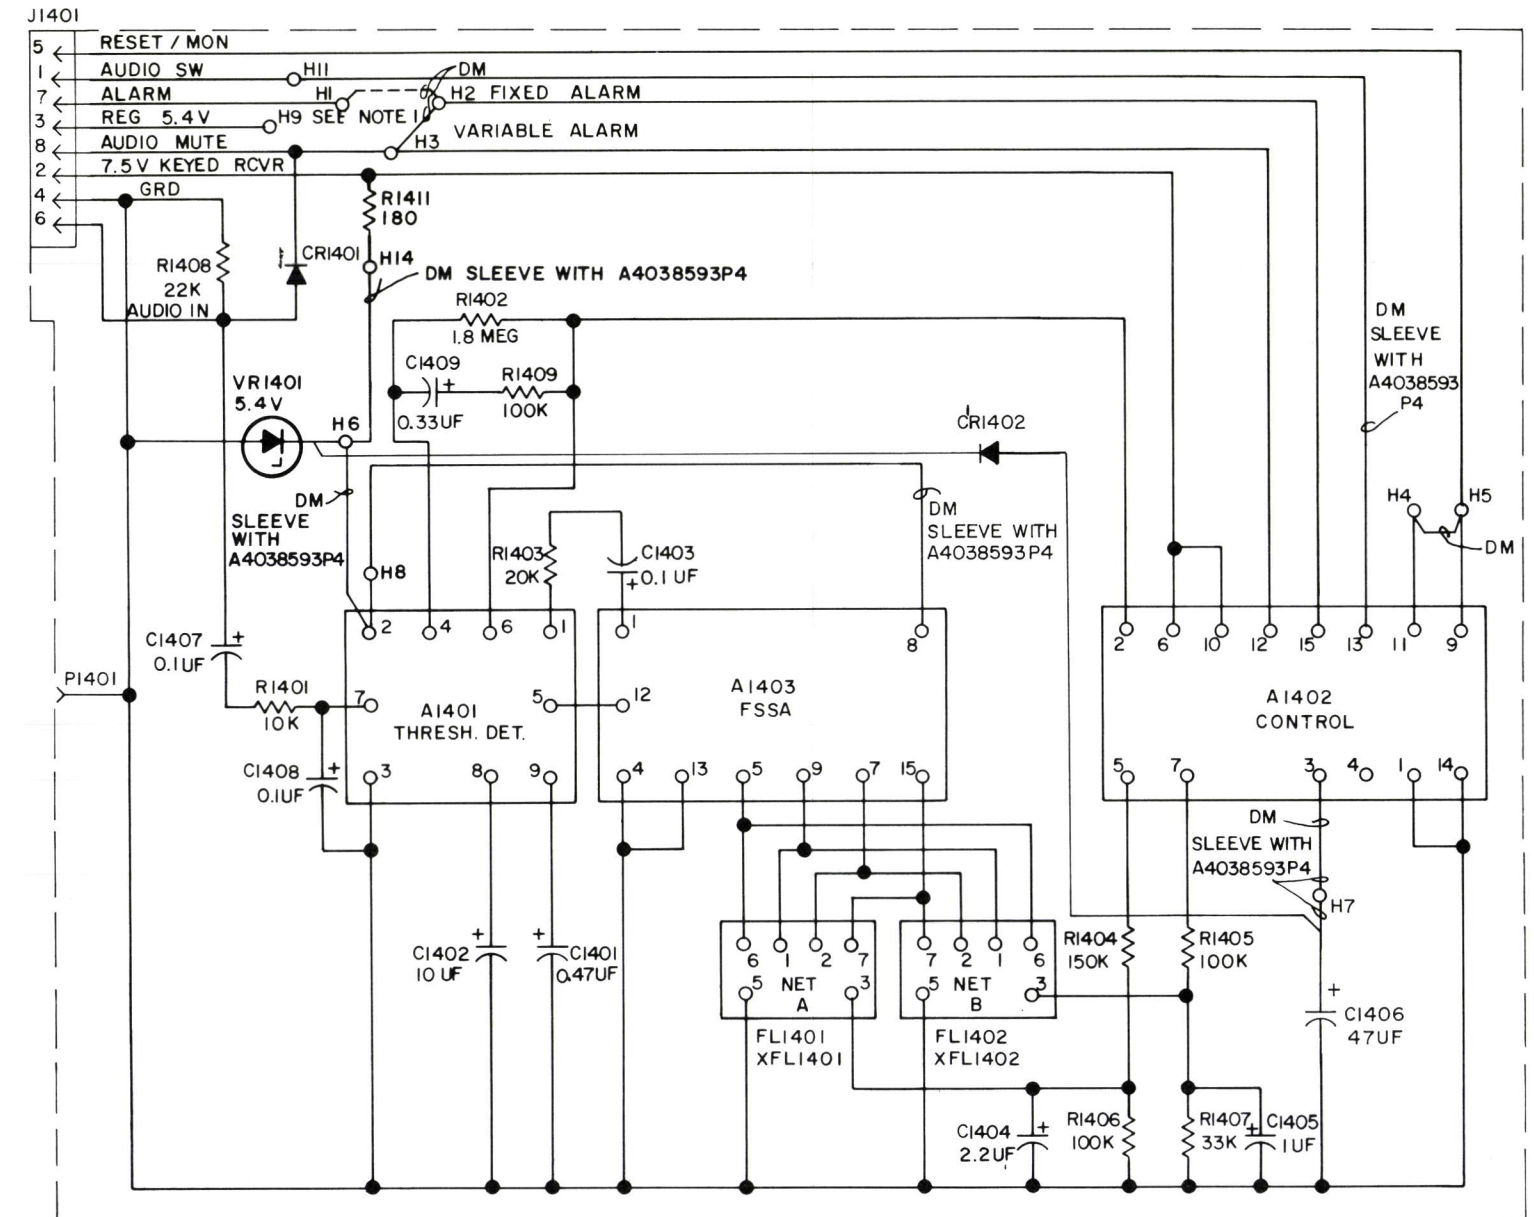 J1401
5 RESET / MON
1 AUDIO SW H11 DM
7 ALARM H1 H2 FIXED ALARM
3 REG 5.4V H9 SEE NOTE 1
VARIABLE ALARM
8 AUDIO MUTE H3
2 7.5V KEYED RCVR
4 GRD
6
R1411
180
CR1401
H14
R1408
22K
DM SLEEVE WITH A4038593P4
AUDIO IN
R1402
1.8 MEG
DM
SLEEVE
WITH
A4038593
P4
C1409
+
0.33UF
R1409
100K
VR1401
5.4V
H6
CR1402
DM
SLEEVE
WITH
A4038593P4
DM
SLEEVE WITH
A4038593P4
H4 H5
DM
R1403
20K
C1403
+0.1 UF
H8
2 4 6 1
1 8
2 6 10 12 15 13 11 9
C1407 +
0.1UF
P1401
R1401
10K
7 A1401 5
THRESH. DET.
12 A1403
FSSA
A1402
CONTROL
C1408 +
0.1UF
3 8 9
4 13 5 9 7 15
5 7 3 4 1 14
DM
SLEEVE WITH
A4038593P4
H7
C1402 +
10 UF
+ C1401
0.47UF
6 1 2 7
5 NET 3
A
FL1401
XFL1401
7 2 1 6
5 NET 3
B
FL1402
XFL1402
R1404
150K
R1405
100K
+
C1406
47UF
C1404 +
2.2UF
R1406
100K
R1407
33K
+
C1405
1UF